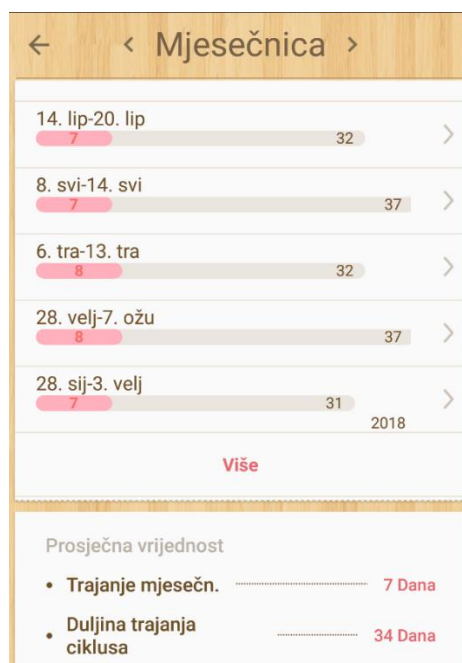 Mjesečnica
14. lip-20. lip
7 32
8. svi-14. svi
7 37
6. tra-13. tra
8 32
28. velj-7. ožu
8 37
28. sij-3. velj
7 31
2018
Više
Prosječna vrijednost
• Trajanje mjesečn. 7 Dana
• Duljina trajanja
ciklusa 34 Dana